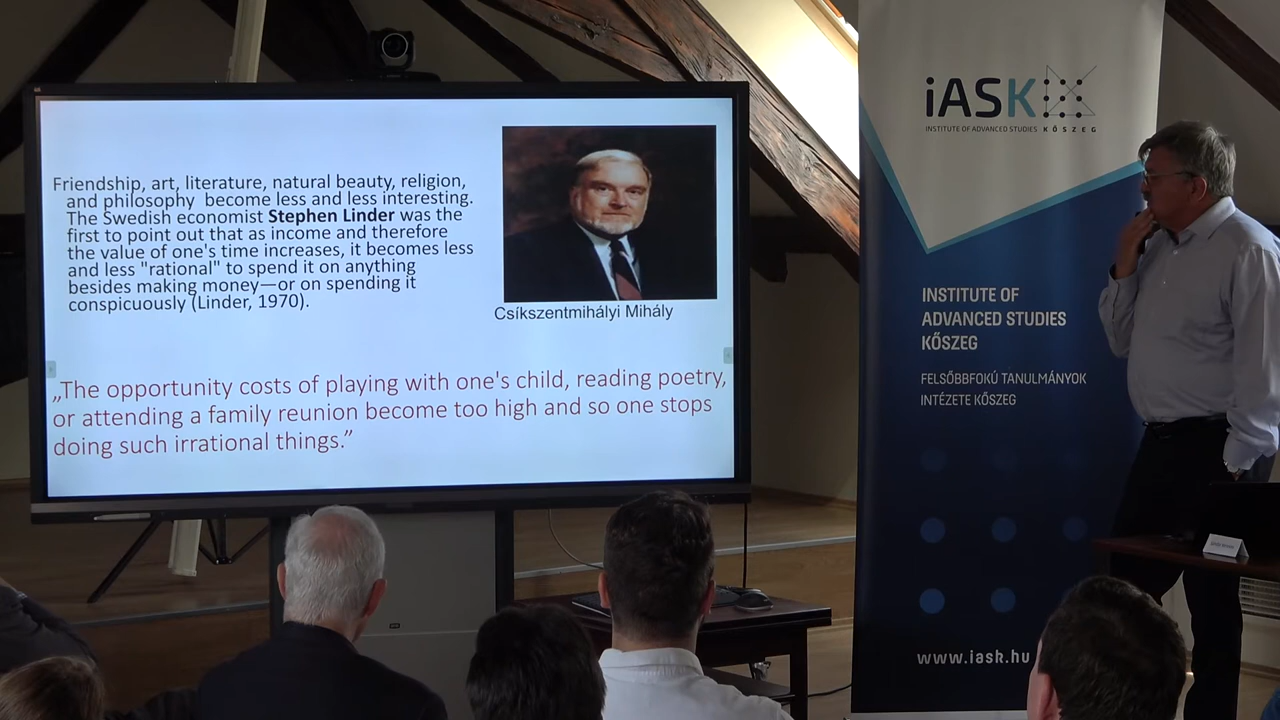 Friendship, art, literature, natural beauty, religion,
and philosophy become less and less interesting.
The Swedish economist Stephen Linder was the
first to point out that as income and therefore
the value of one's time increases, it becomes less
and less "rational" to spend it on anything
besides making money—or on spending it
conspicuously (Linder, 1970).
Csíkszentmihályi Mihály
„The opportunity costs of playing with one's child, reading poetry,
or attending a family reunion become too high and so one stops
doing such irrational things.”
iASK
INSTITUTE OF ADVANCED STUDIES KŐSZEG
INSTITUTE OF
ADVANCED STUDIES
KŐSZEG
FELSŐBBFOKÚ TANULMÁNYOK
INTÉZETE KŐSZEG
www.iask.hu